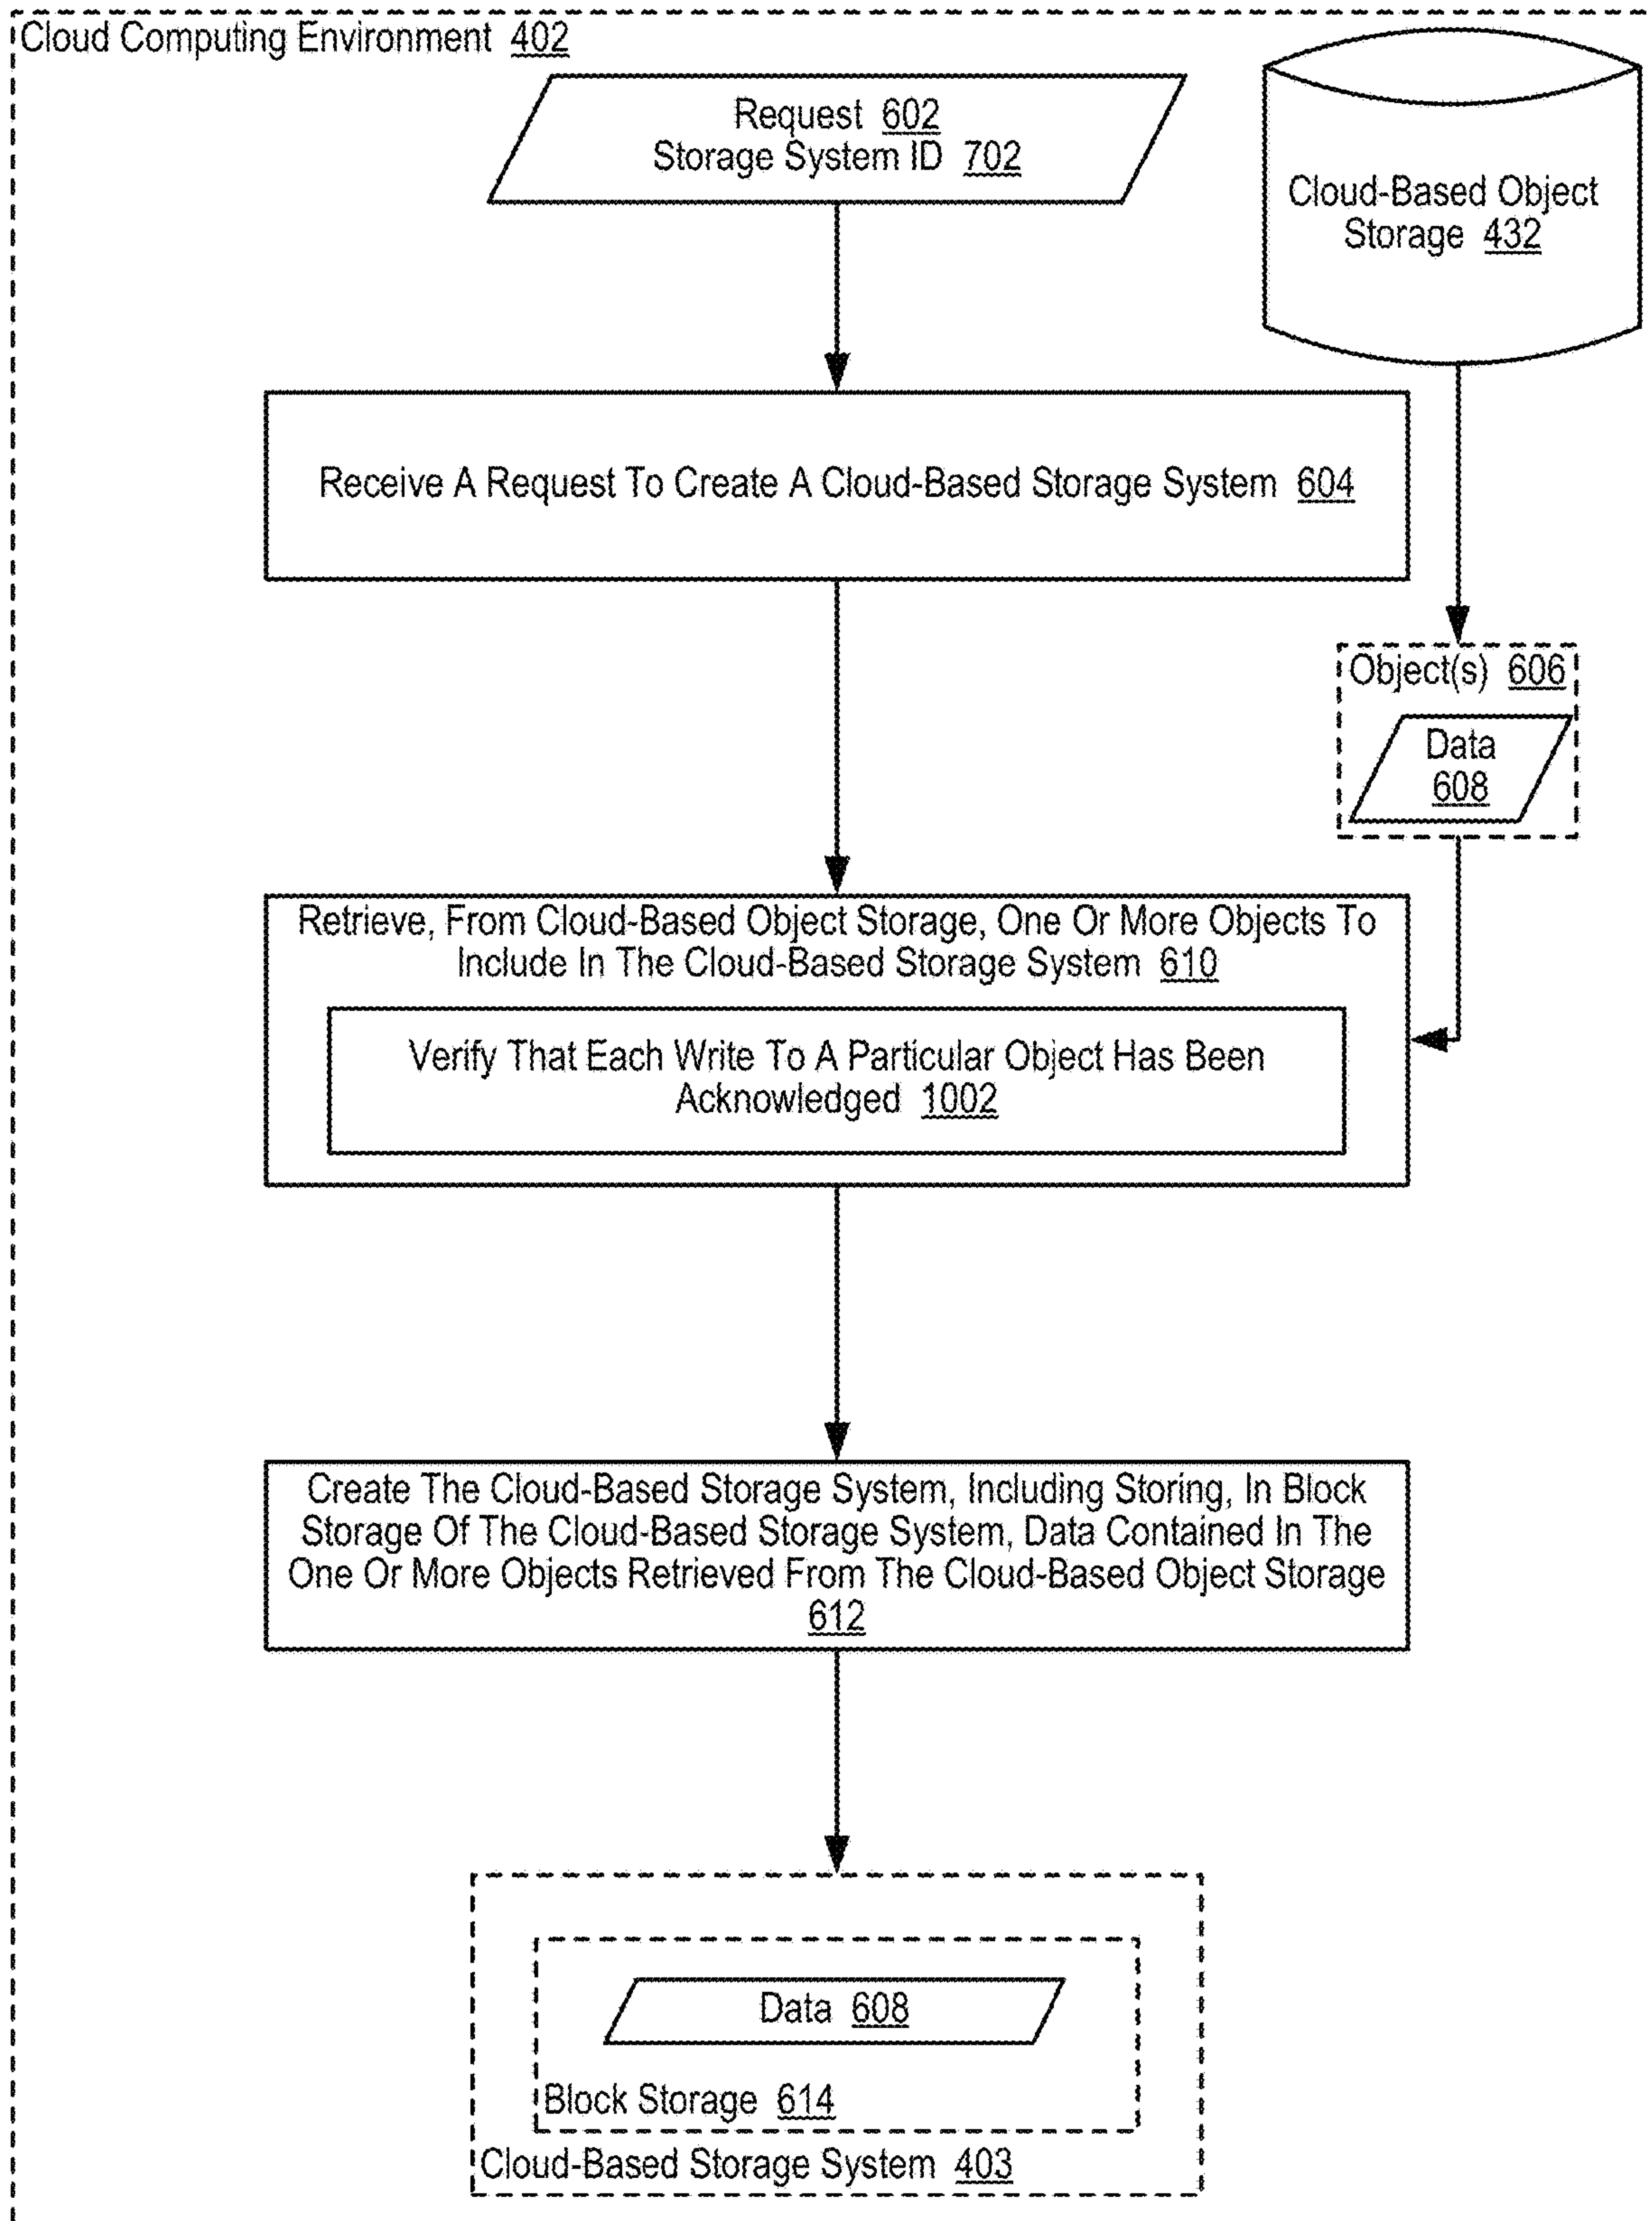 Cloud Computing Environment 402
Request 602
Storage System ID 702
Cloud-Based Object
Storage 432
Receive A Request To Create A Cloud-Based Storage System 604
Object(s) 606
Data
608
Retrieve, From Cloud-Based Object Storage, One Or More Objects To
Include In The Cloud-Based Storage System 610
Verify That Each Write To A Particular Object Has Been
Acknowledged 1002
Create The Cloud-Based Storage System, Including Storing, In Block
Storage Of The Cloud-Based Storage System, Data Contained In The
One Or More Objects Retrieved From The Cloud-Based Object Storage
612
Data 608
Block Storage 614
Cloud-Based Storage System 403